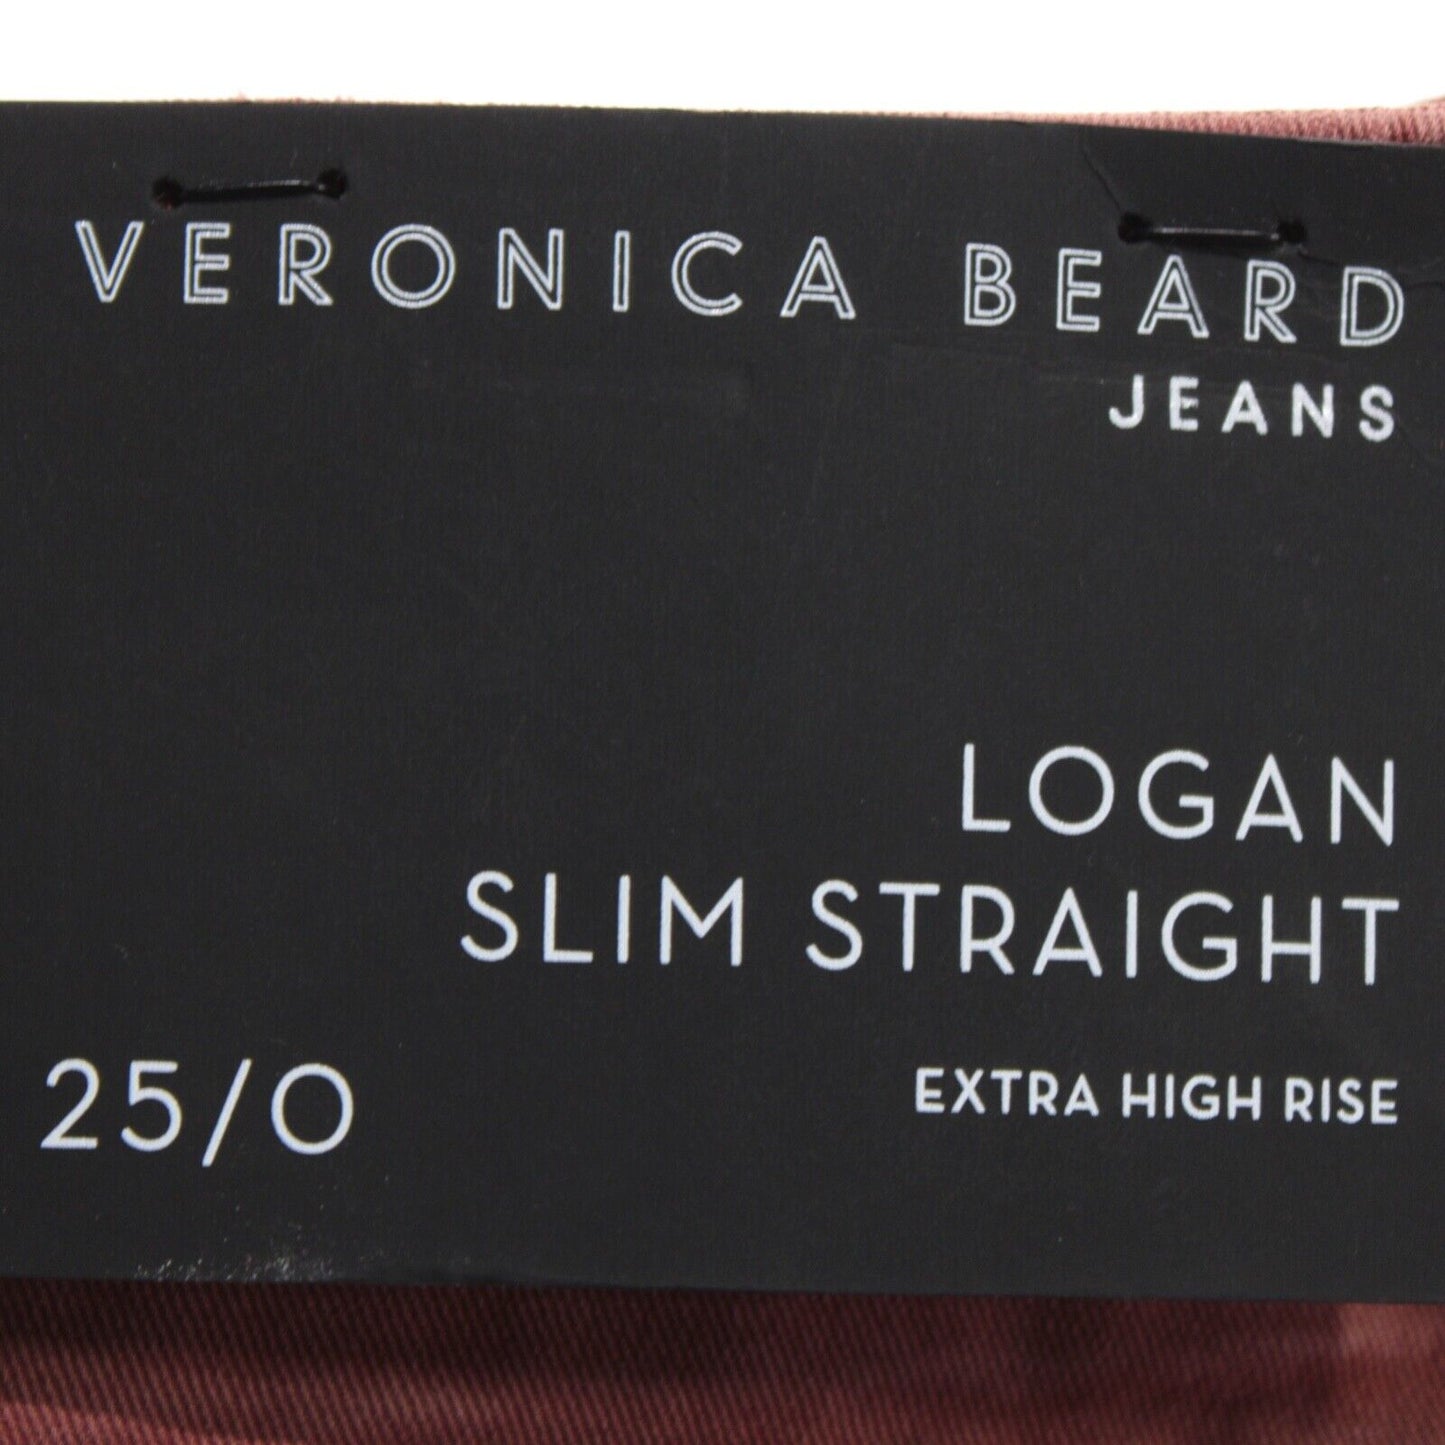 VERONICA BEARD
JEANS
LOGAN
SLIM STRAIGHT
25/0
EXTRA HIGH RISE